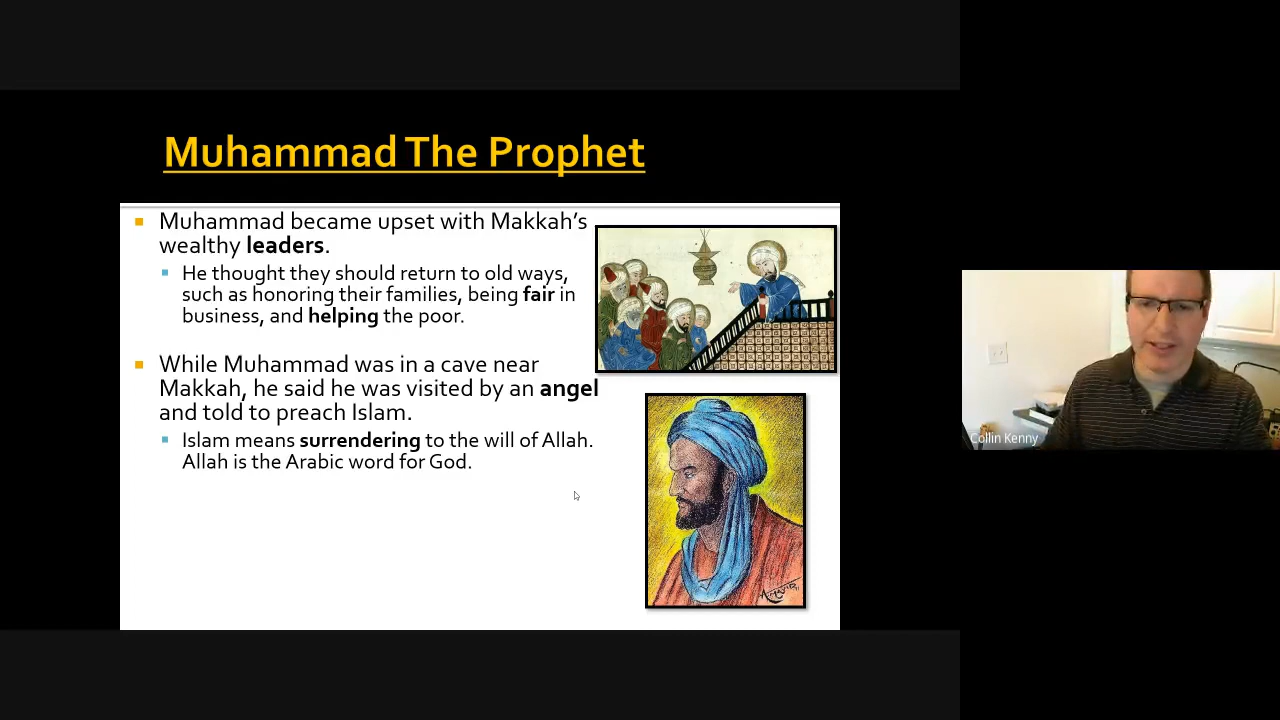 Muhammad The Prophet
Muhammad became upset with Makkah's
wealthy leaders.
He thought they should return to old ways,
such as honoring their families, being fair in
business, and helping the poor.
While Muhammad was in a cave near
Makkah, he said he was visited by an angel
and told to preach Islam.
Islam means surrendering to the will of Allah.
Allah is the Arabic word for God.
Collin Kenny